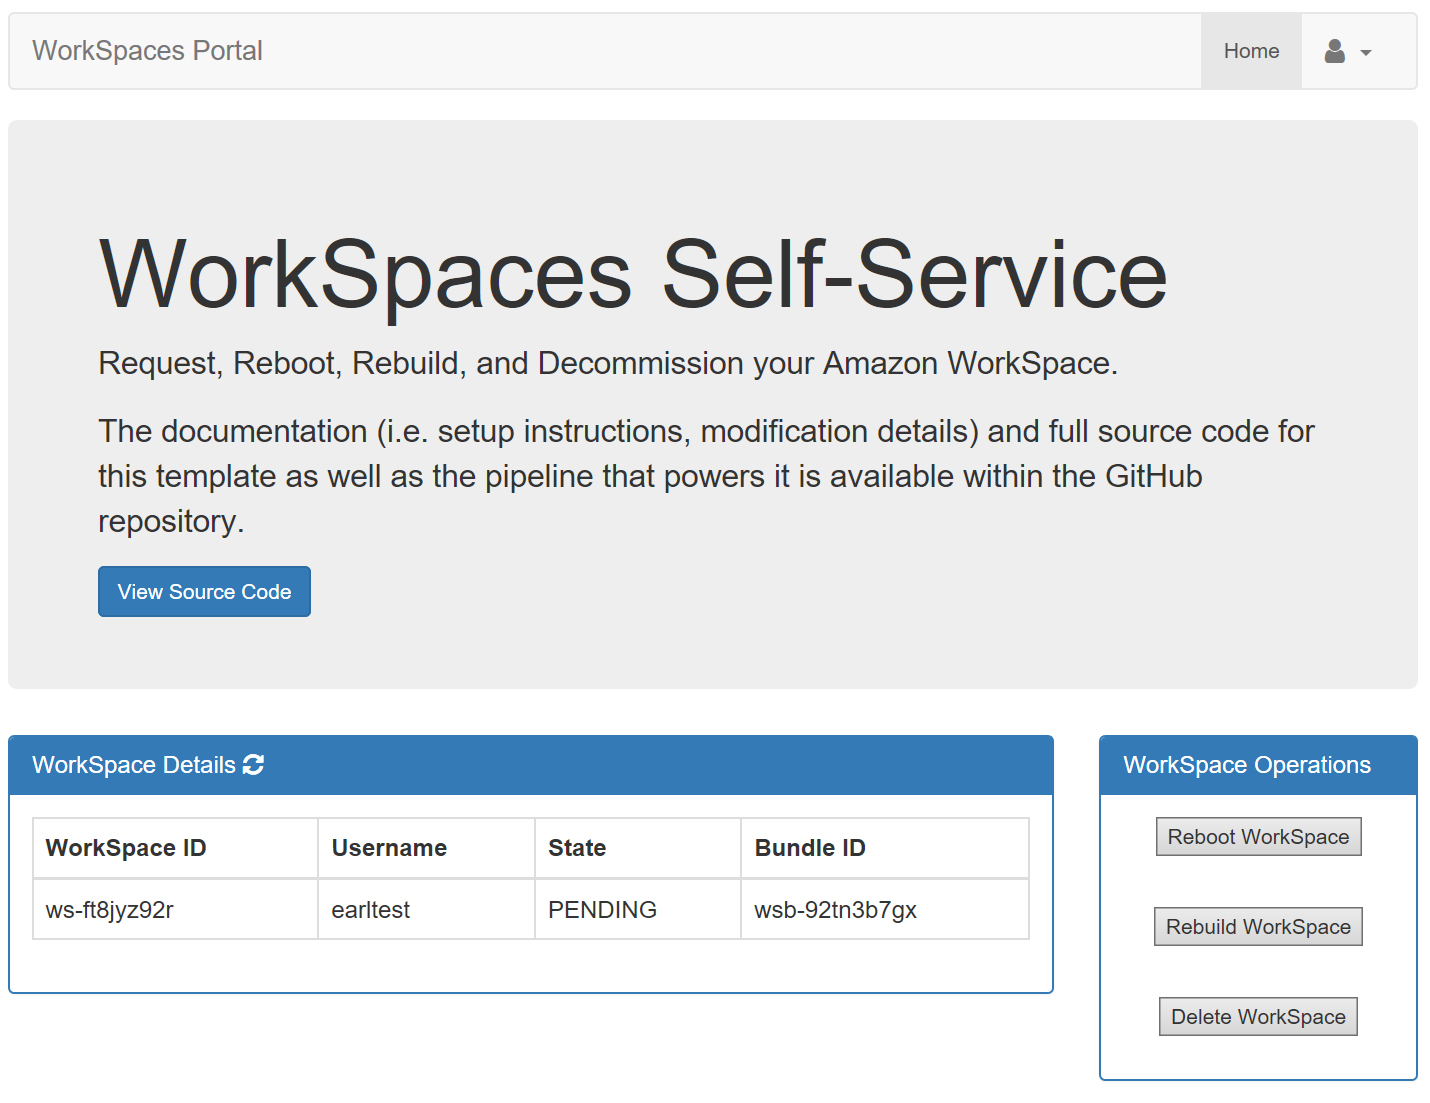 WorkSpaces Portal
Home
WorkSpaces Self-Service
Request, Reboot, Rebuild, and Decommission your Amazon WorkSpace.
The documentation (i.e. setup instructions, modification details) and full source code for
this template as well as the pipeline that powers it is available within the GitHub
repository.
View Source Code
WorkSpace Details
WorkSpace ID Username State Bundle ID
ws-ft8jyz92r earltest PENDING wsb-92tn3b7gx
WorkSpace Operations
Reboot WorkSpace
Rebuild WorkSpace
Delete WorkSpace